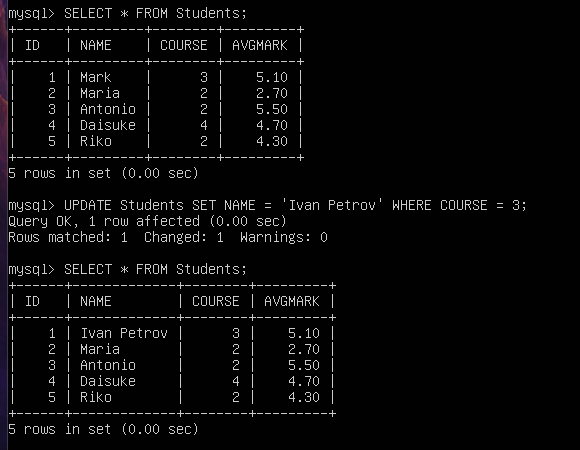 mysql> SELECT * FROM Students;
+------+---------+--------+---------+
| ID   | NAME    | COURSE | AVGMARK |
+------+---------+--------+---------+
|    1 | Mark    |      3 |    5.10 |
|    2 | Maria   |      2 |    2.70 |
|    3 | Antonio |      2 |    5.50 |
|    4 | Daisuke |      4 |    4.70 |
|    5 | Riko    |      2 |    4.30 |
+------+---------+--------+---------+
5 rows in set (0.00 sec)
mysql> UPDATE Students SET NAME = 'Ivan Petrov' WHERE COURSE = 3;
Query OK, 1 row affected (0.00 sec)
Rows matched: 1  Changed: 1  Warnings: 0
mysql> SELECT * FROM Students;
+------+-------------+--------+---------+
| ID   | NAME        | COURSE | AVGMARK |
+------+-------------+--------+---------+
|    1 | Ivan Petrov |      3 |    5.10 |
|    2 | Maria       |      2 |    2.70 |
|    3 | Antonio     |      2 |    5.50 |
|    4 | Daisuke     |      4 |    4.70 |
|    5 | Riko        |      2 |    4.30 |
+------+-------------+--------+---------+
5 rows in set (0.00 sec)